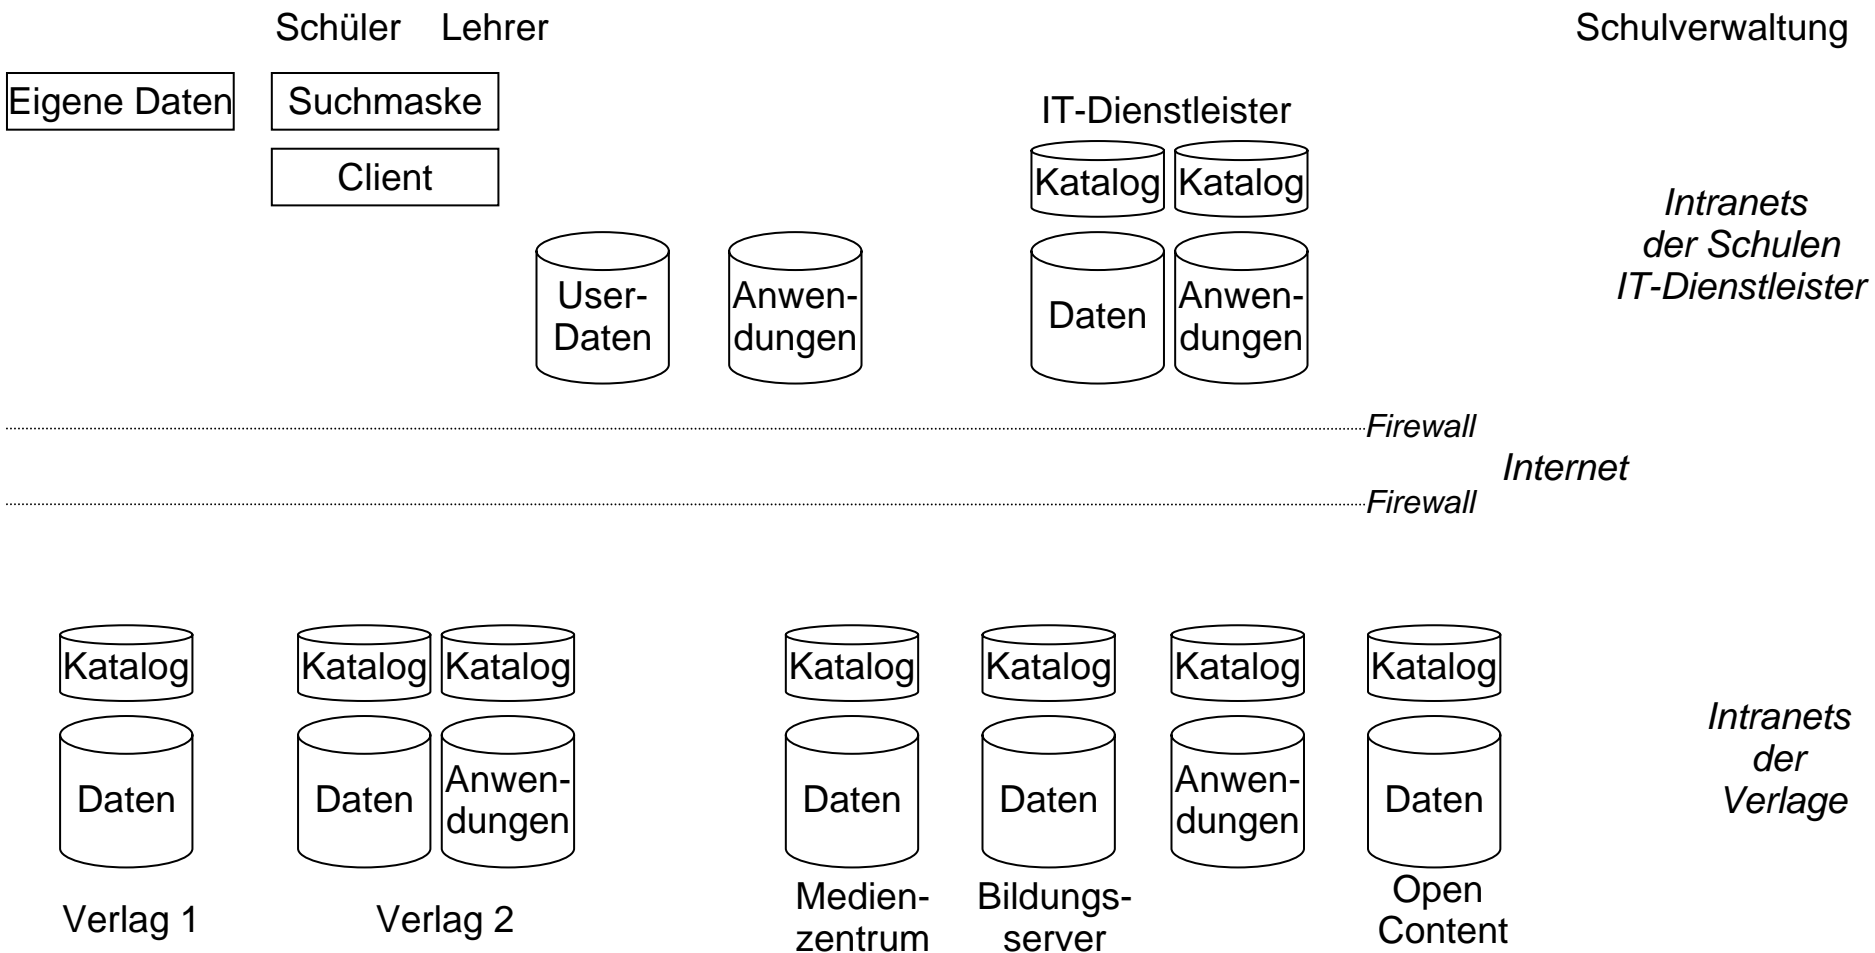 Schüler Lehrer Schulverwaltung
Eigene Daten Suchmaske IT-Dienstleister
Client Katalog Katalog
Intranets
der Schulen
IT-Dienstleister
User-
Daten
Anwen-
dungen
Daten
Anwen-
dungen
Firewall
Internet
Firewall
Katalog Katalog Katalog Katalog Katalog Katalog Katalog
Daten
Daten
Anwen-
dungen
Daten
Daten
Anwen-
dungen
Daten
Intranets
der
Verlage
Verlag 1
Verlag 2
Medien-
zentrum
Bildungs-
server
Open
Content